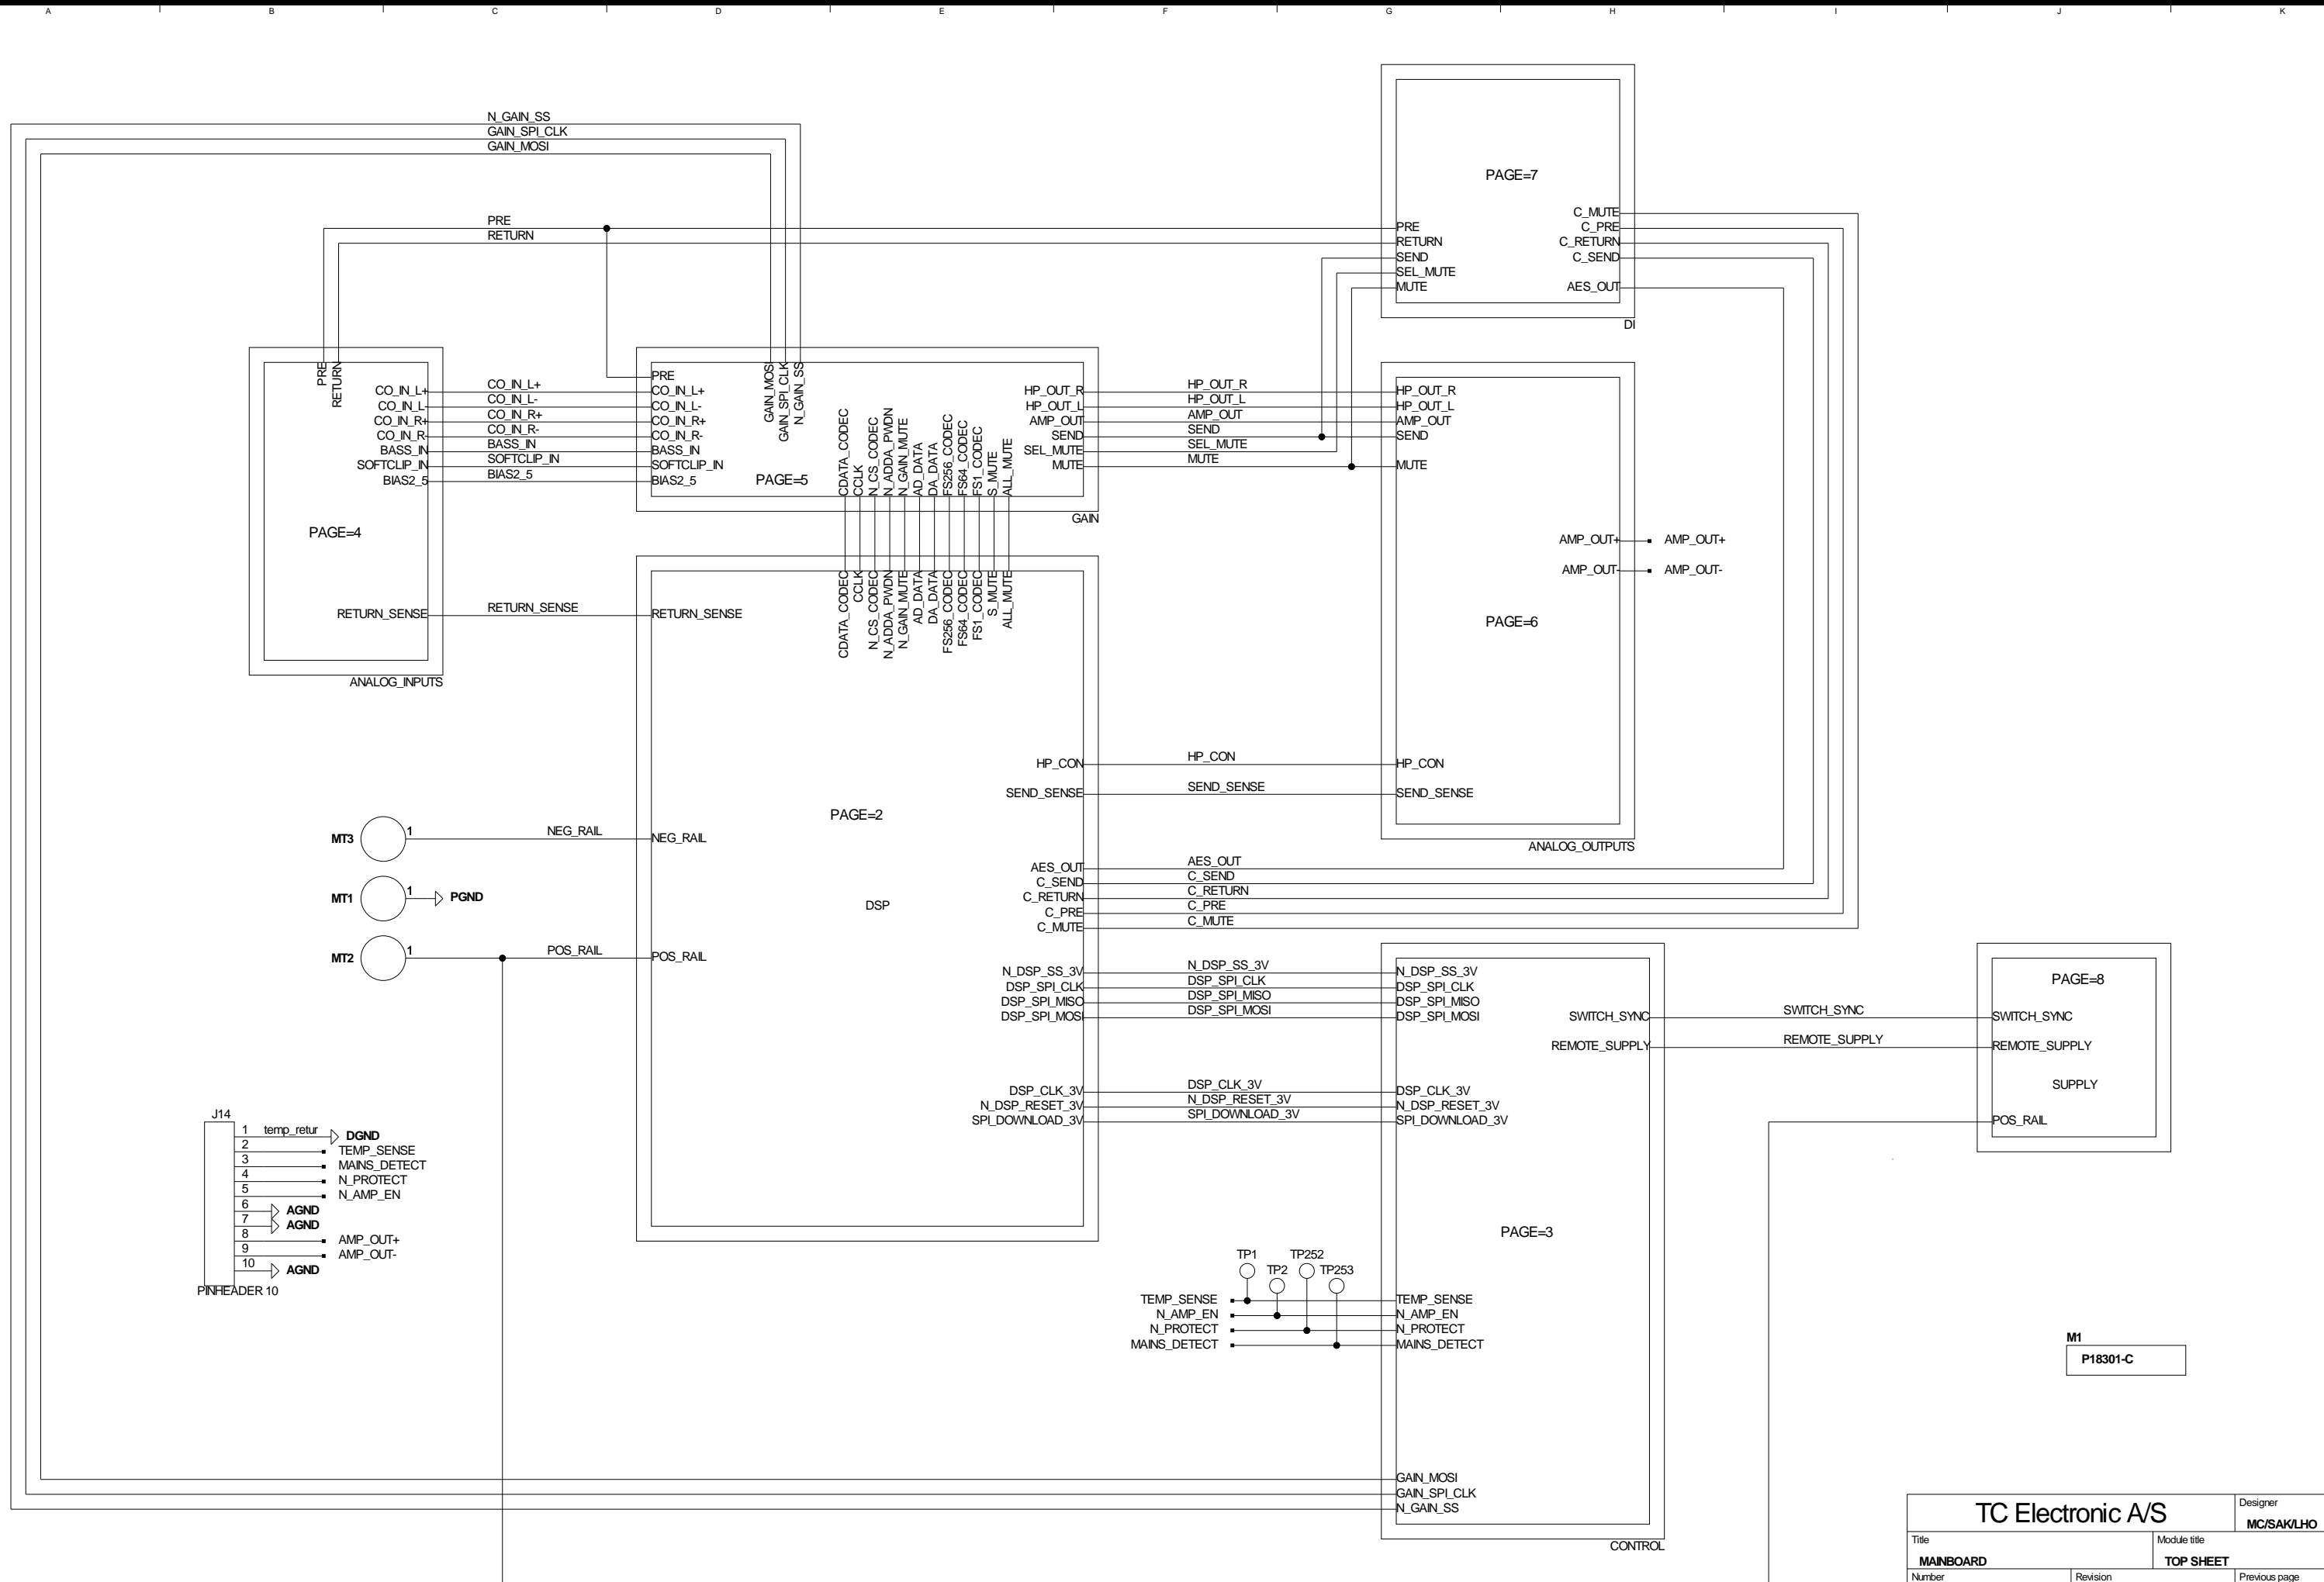 A B C D E F G H I J K
N_GAIN_SS
GAIN_SPI_CLK
GAIN_MOSI
PRE
RETURN
PAGE=7
PRE
RETURN
SEND
SEL_MUTE
MUTE
C_MUTE
C_PRE
C_RETURN
C_SEND
AES_OUT
DI
PRE
RETURN
CO_IN_L+
CO_IN_L-
CO_IN_R+
CO_IN_R-
BASS_IN
SOFTCLIP_IN
BIAS2_5
PAGE=4
RETURN_SENSE
ANALOG_INPUTS
CO_IN_L+
CO_IN_L-
CO_IN_R+
CO_IN_R-
BASS_IN
SOFTCLIP_IN
BIAS2_5
RETURN_SENSE
PRE
CO_IN_L+
CO_IN_L-
CO_IN_R+
CO_IN_R-
BASS_IN
SOFTCLIP_IN
BIAS2_5
PAGE=5
GAIN_MOSI
GAIN_SPI_CLK
N_GAIN_SS
CDATA_CODEC
CCLK
N_CS_CODEC
N_ADDA_PWDN
N_GAIN_MUTE
AD_DATA
DA_DATA
FS256_CODEC
FS64_CODEC
FS1_CODEC
S_MUTE
ALL_MUTE
HP_OUT_R
HP_OUT_L
AMP_OUT
SEND
SEL_MUTE
MUTE
GAIN
HP_OUT_R
HP_OUT_L
AMP_OUT
SEND
SEL_MUTE
MUTE
HP_OUT_R
HP_OUT_L
AMP_OUT
SEND
MUTE
AMP_OUT+
AMP_OUT-
AMP_OUT+
AMP_OUT-
PAGE=6
HP_CON
SEND_SENSE
ANALOG_OUTPUTS
RETURN_SENSE
CDATA_CODEC
CCLK
N_CS_CODEC
N_ADDA_PWDN
N_GAIN_MUTE
AD_DATA
DA_DATA
FS256_CODEC
FS64_CODEC
FS1_CODEC
S_MUTE
ALL_MUTE
HP_CON
SEND_SENSE
PAGE=2
NEG_RAIL
DSP
POS_RAIL
AES_OUT
C_SEND
C_RETURN
C_PRE
C_MUTE
N_DSP_SS_3V
DSP_SPI_CLK
DSP_SPI_MISO
DSP_SPI_MOSI
DSP_CLK_3V
N_DSP_RESET_3V
SPI_DOWNLOAD_3V
HP_CON
SEND_SENSE
AES_OUT
C_SEND
C_RETURN
C_PRE
C_MUTE
N_DSP_SS_3V
DSP_SPI_CLK
DSP_SPI_MISO
DSP_SPI_MOSI
DSP_CLK_3V
N_DSP_RESET_3V
SPI_DOWNLOAD_3V
MT3 1 NEG_RAIL
MT1 1 PGND
MT2 1 POS_RAIL
J14
1 temp_retur DGND
2 TEMP_SENSE
3 MAINS_DETECT
4 N_PROTECT
5 N_AMP_EN
6 AGND
7 AGND
8 AMP_OUT+
9 AMP_OUT-
10 AGND
PINHEADER 10
N_DSP_SS_3V
DSP_SPI_CLK
DSP_SPI_MISO
DSP_SPI_MOSI
SWITCH_SYNC
REMOTE_SUPPLY
DSP_CLK_3V
N_DSP_RESET_3V
SPI_DOWNLOAD_3V
PAGE=3
TP1
TP2
TP252
TP253
TEMP_SENSE
N_AMP_EN
N_PROTECT
MAINS_DETECT
TEMP_SENSE
N_AMP_EN
N_PROTECT
MAINS_DETECT
GAIN_MOSI
GAIN_SPI_CLK
N_GAIN_SS
CONTROL
SWITCH_SYNC
REMOTE_SUPPLY
PAGE=8
SWITCH_SYNC
REMOTE_SUPPLY
SUPPLY
POS_RAIL
M1
P18301-C
TC Electronic A/S
Designer
MC/SAK/LHO
Title
MAINBOARD
Module title
TOP SHEET
Number
Revision
Previous page